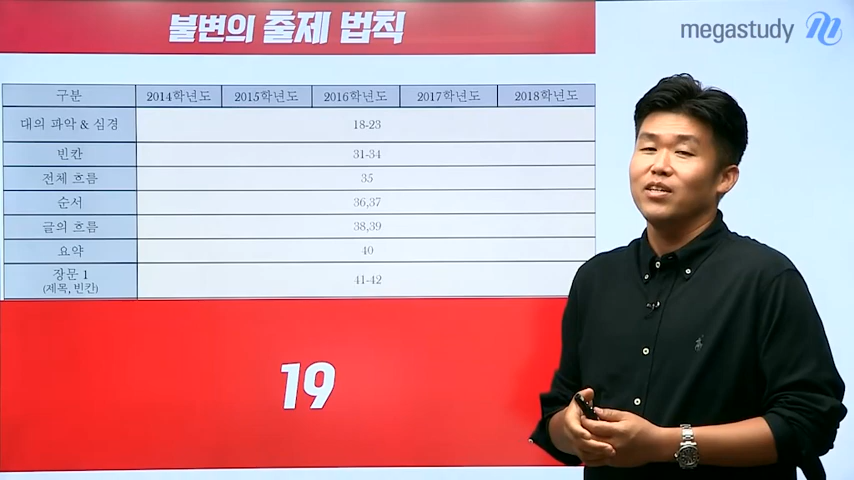 불변의 출제 법칙
megastudy
구분 2014학년도 2015학년도 2016학년도 2017학년도 2018학년도
대의 파악 & 심경 18-23
빈칸 31-34
전체 흐름 35
순서 36,37
글의 흐름 38,39
요약 40
장문 1
(제목, 빈칸) 41-42
19